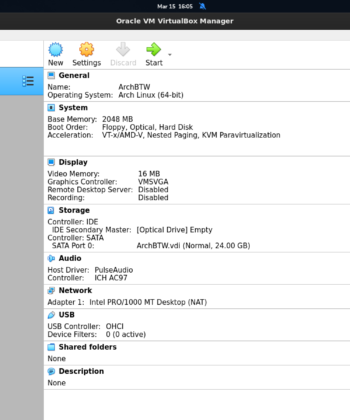 Mar 15 16:05
Oracle VM VirtualBox Manager
New Settings Discard Start
General
Name: ArchBTW
Operating System: Arch Linux (64-bit)
System
Base Memory: 2048 MB
Boot Order: Floppy, Optical, Hard Disk
Acceleration: VT-x/AMD-V, Nested Paging, KVM Paravirtualization
Display
Video Memory: 16 MB
Graphics Controller: VMSVGA
Remote Desktop Server: Disabled
Recording: Disabled
Storage
Controller: IDE
IDE Secondary Master: [Optical Drive] Empty
Controller: SATA
SATA Port 0: ArchBTW.vdi (Normal, 24.00 GB)
Audio
Host Driver: PulseAudio
Controller: ICH AC97
Network
Adapter 1: Intel PRO/1000 MT Desktop (NAT)
USB
USB Controller: OHCI
Device Filters: 0 (0 active)
Shared folders
None
Description
None